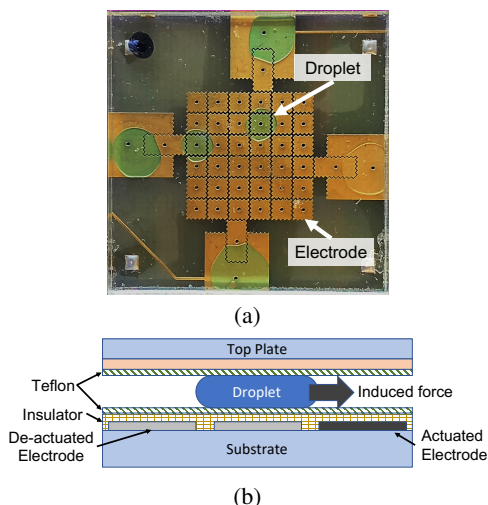 Droplet
Electrode
(a)
Top Plate
Teflon
Droplet
Induced force
Insulator
De-actuated
Electrode
Actuated
Electrode
Substrate
(b)